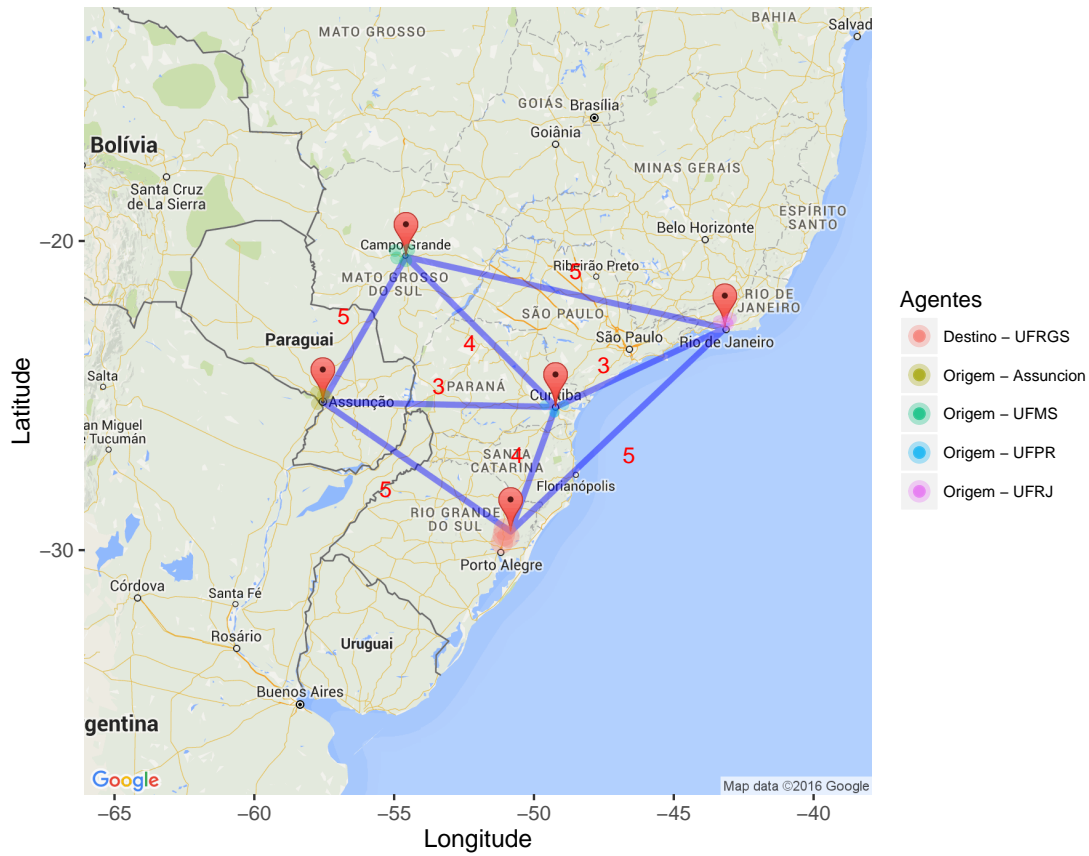 BAHIA
Salvad
MATO GROSSO
GOIÁS
Brasília
Goiânia
Bolívia
Santa Cruz
de La Sierra
MINAS GERAIS
ESPÍRITO
SANTO
Belo Horizonte
Campo Grande
MATO GROSSO
DO SUL
Ribeirão Preto
5
RIO DE
JANEIRO
SÃO PAULO
São Paulo
Rio de Janeiro
5
Paraguai
4
3
Salta
3
PARANÁ
Curitiba
Assunção
an Miguel
e Tucumán
SANTA
CATARINA
4
5
Florianópolis
5
RIO GRANDE
DO SUL
Porto Alegre
Córdova
Santa Fé
Rosário
Uruguai
Buenos Aires
gentina
Google
Map data ©2016 Google
−20
−30
Latitude
−65
−60
−55
−50
−45
−40
Longitude
Agentes
Destino − UFRGS
Origem − Assuncion
Origem − UFMS
Origem − UFPR
Origem − UFRJ